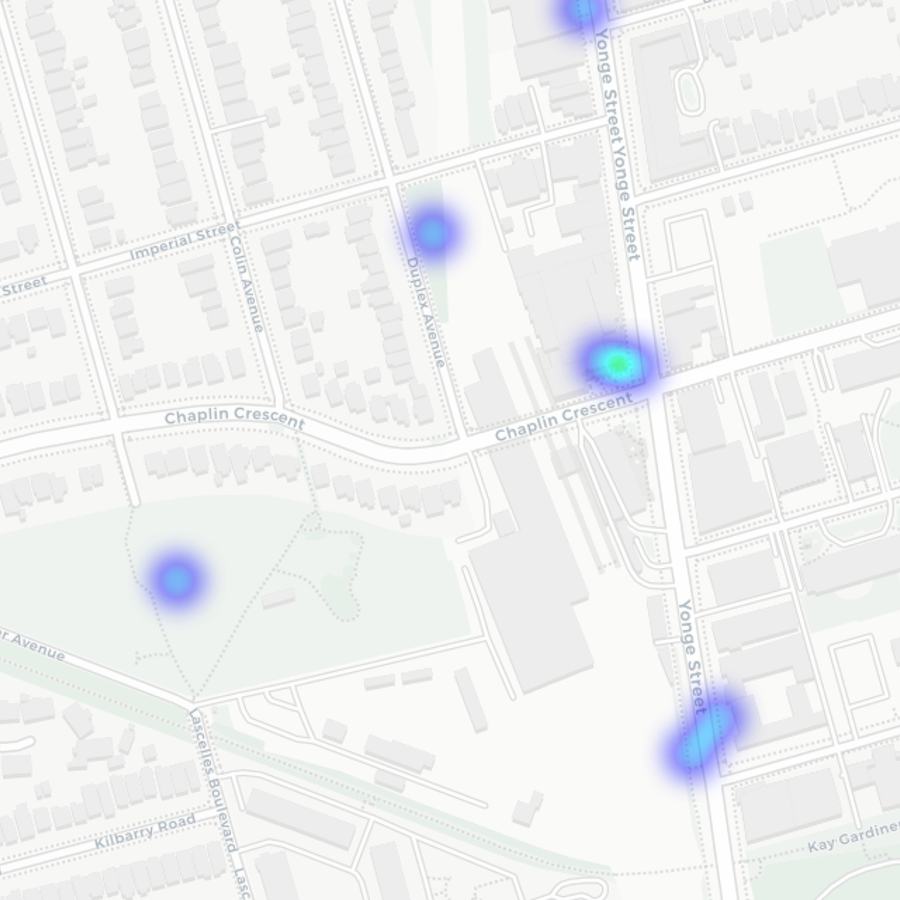 Yonge Street
Yonge Street
Imperial Street
Street
Colin Avenue
Duplex Avenue
Chaplin Crescent
Chaplin Crescent
Yonge Street
Avenue
Lascelles Boulevard
Kilbarry Road
Kay Gardiner